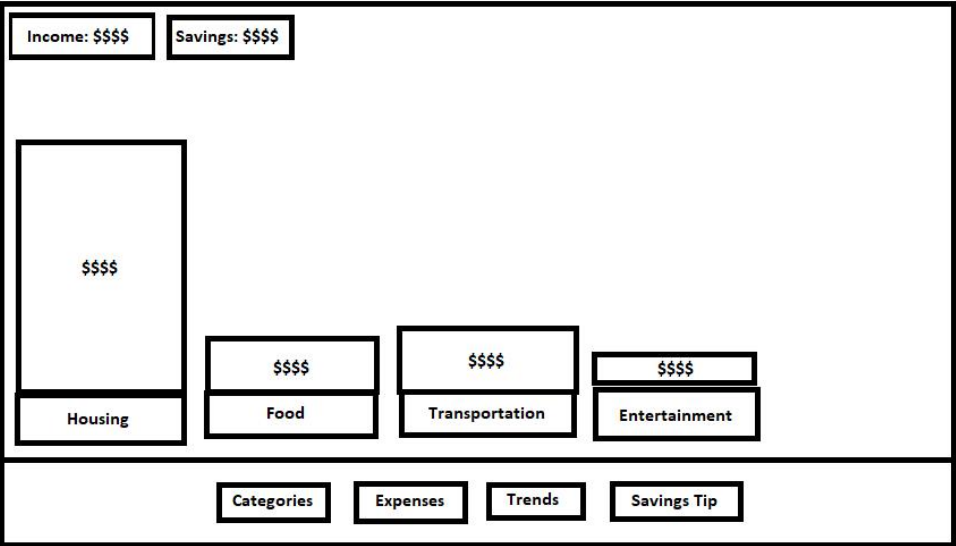 Income: $$$$
Savings: $$$$
$$$$
$$$$
$$$$
$$$$
Housing
Food
Transportation
Entertainment
Categories
Expenses
Trends
Savings Tip